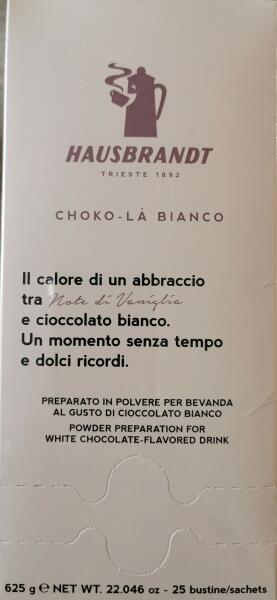 HAUSBRANDT
TRIESTE 1892
CHOKO-LÀ BIANCO
Il calore di un abbraccio
tra Note di Vaniglia
e cioccolato bianco.
Un momento senza tempo
e dolci ricordi.
PREPARATO IN POLVERE PER BEVANDA
AL GUSTO DI CIOCCOLATO BIANCO
POWDER PREPARATION FOR
WHITE CHOCOLATE-FLAVORED DRINK
625 g ℮ NET WT. 22.046 oz - 25 bustine/sachets